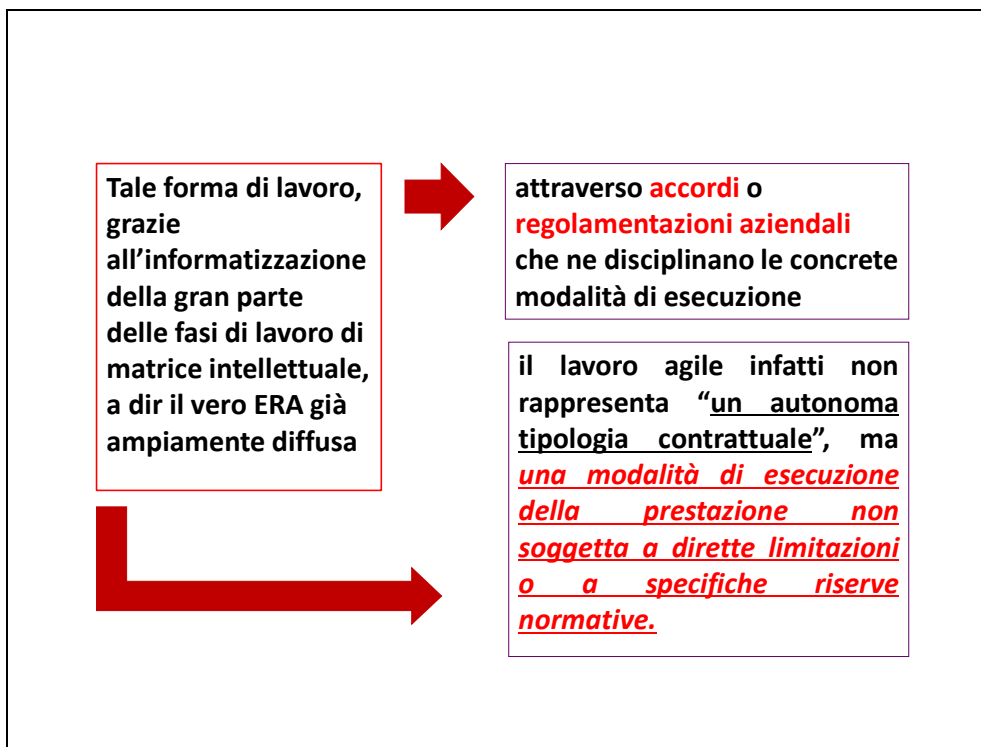 Tale forma di lavoro,
grazie
all’informatizzazione
della gran parte
delle fasi di lavoro di
matrice intellettuale,
a dir il vero ERA già
ampiamente diffusa
attraverso accordi o
regolamentazioni aziendali
che ne disciplinano le concrete
modalità di esecuzione
il lavoro agile infatti non
rappresenta “un autonoma
tipologia contrattuale”, ma
una modalità di esecuzione
della prestazione non
soggetta a dirette limitazioni
o a specifiche riserve
normative.